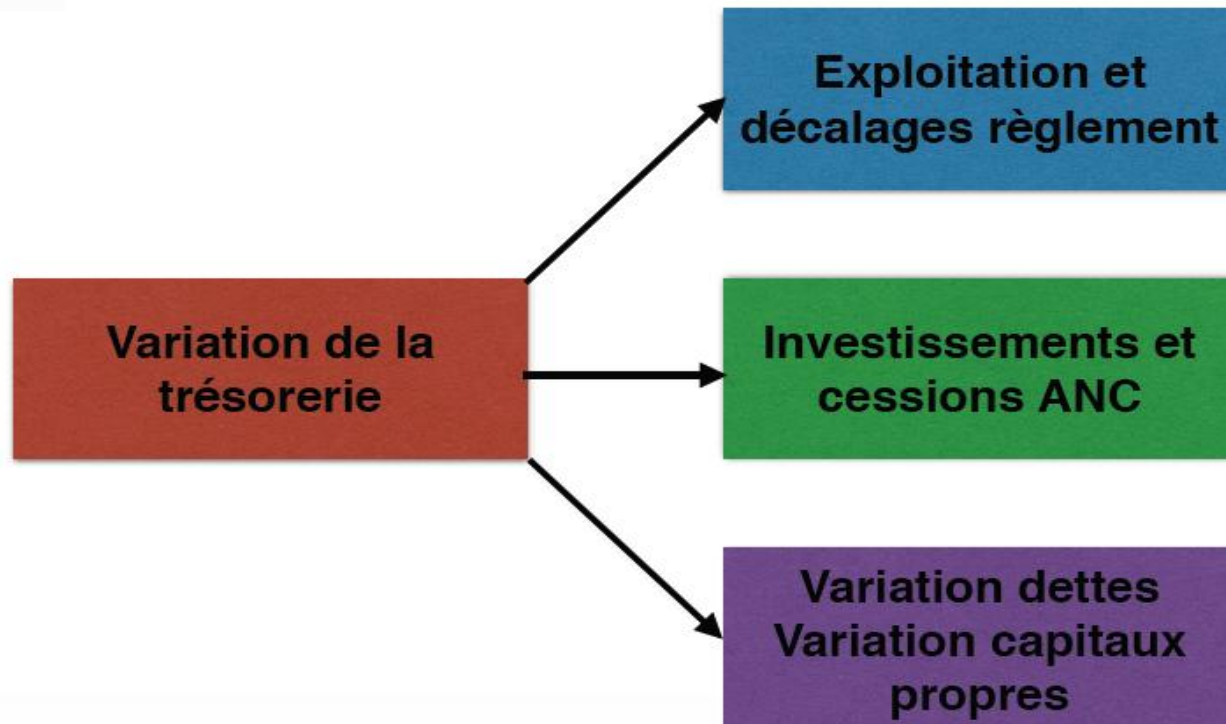 Exploitation et
décalages règlement
Variation de la
trésorerie
Investissements et
cessions ANC
Variation dettes
Variation capitaux
propres